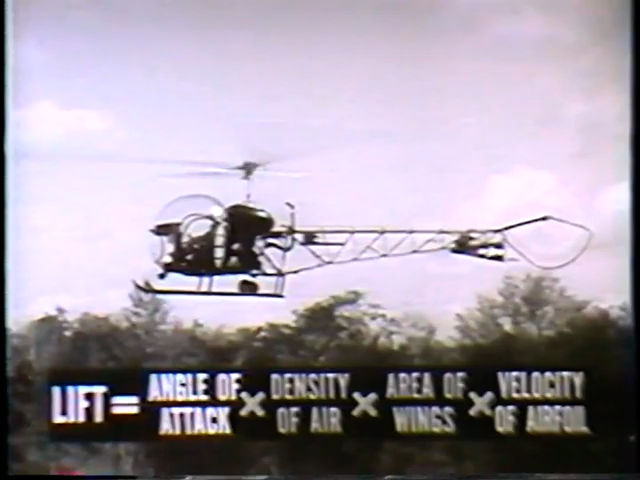 LIFT = ANGLE OF ATTACK × DENSITY OF AIR × AREA OF WINGS × VELOCITY OF AIRFOIL